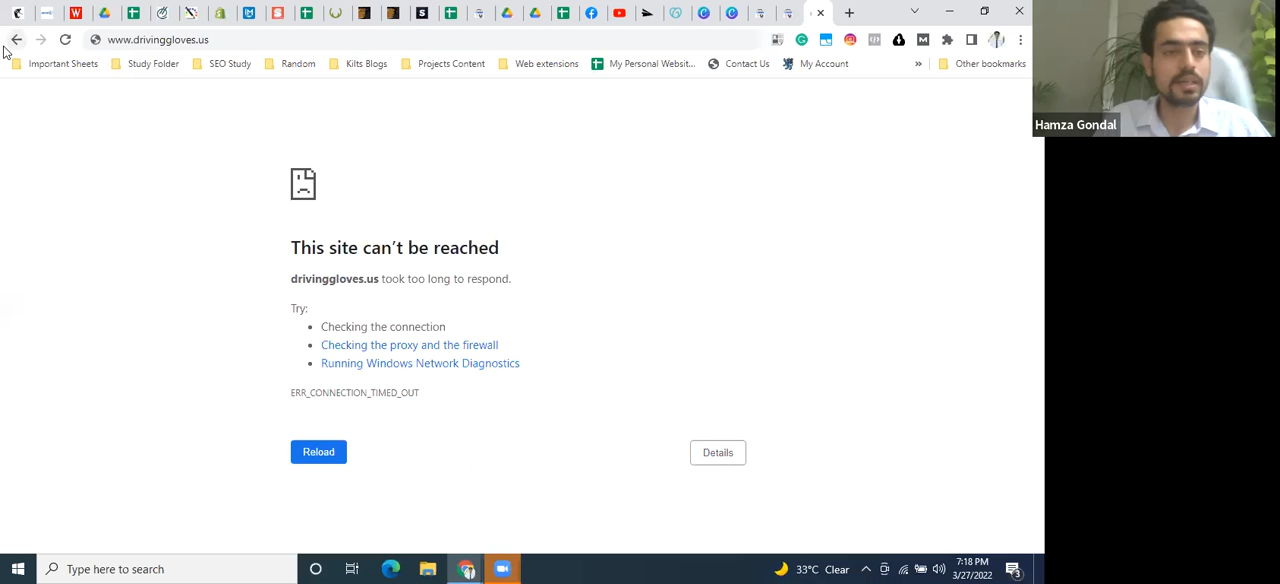 www.drivinggloves.us
Important Sheets Study Folder SEO Study Random Kilts Blogs Projects Content Web extensions My Personal Websit... Contact Us My Account » Other bookmarks
Hamza Gondal
This site can't be reached
drivinggloves.us took too long to respond.
Try:
• Checking the connection
• Checking the proxy and the firewall
• Running Windows Network Diagnostics
ERR_CONNECTION_TIMED_OUT
Reload Details
Type here to search 33°C Clear 7:18 PM
3/27/2022 3